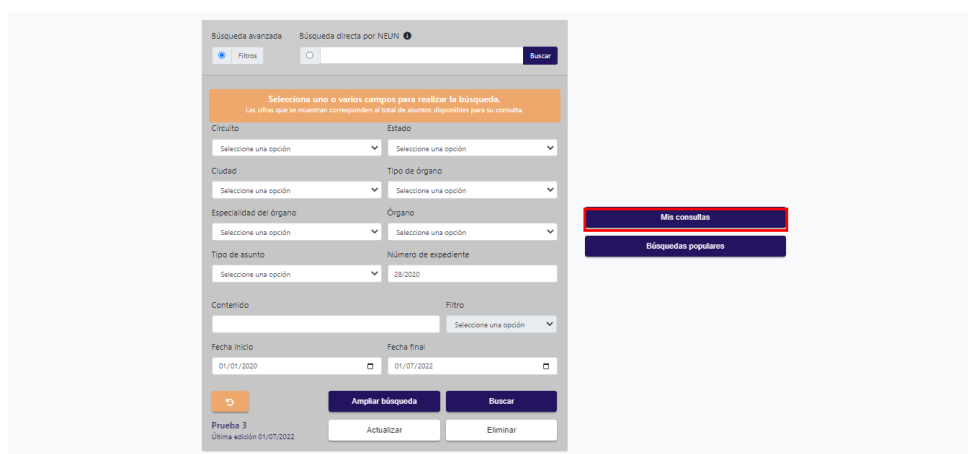 Búsqueda avanzada
Búsqueda directa por NEUN
Filtros
Buscar
Selecciona uno o varios campos para realizar la búsqueda.
Las cifras que se muestran corresponden al total de asuntos disponibles para su consulta.
Circuito
Estado
Seleccione una opción
Seleccione una opción
Ciudad
Tipo de órgano
Seleccione una opción
Seleccione una opción
Especialidad del órgano
Órgano
Seleccione una opción
Seleccione una opción
Tipo de asunto
Número de expediente
Seleccione una opción
28/2020
Contenido
Filtro
Seleccione una opción
Fecha inicio
Fecha final
01/01/2020
01/07/2022
Ampliar búsqueda
Buscar
Prueba 3
Última edición 01/07/2022
Actualizar
Eliminar
Mis consultas
Búsquedas populares